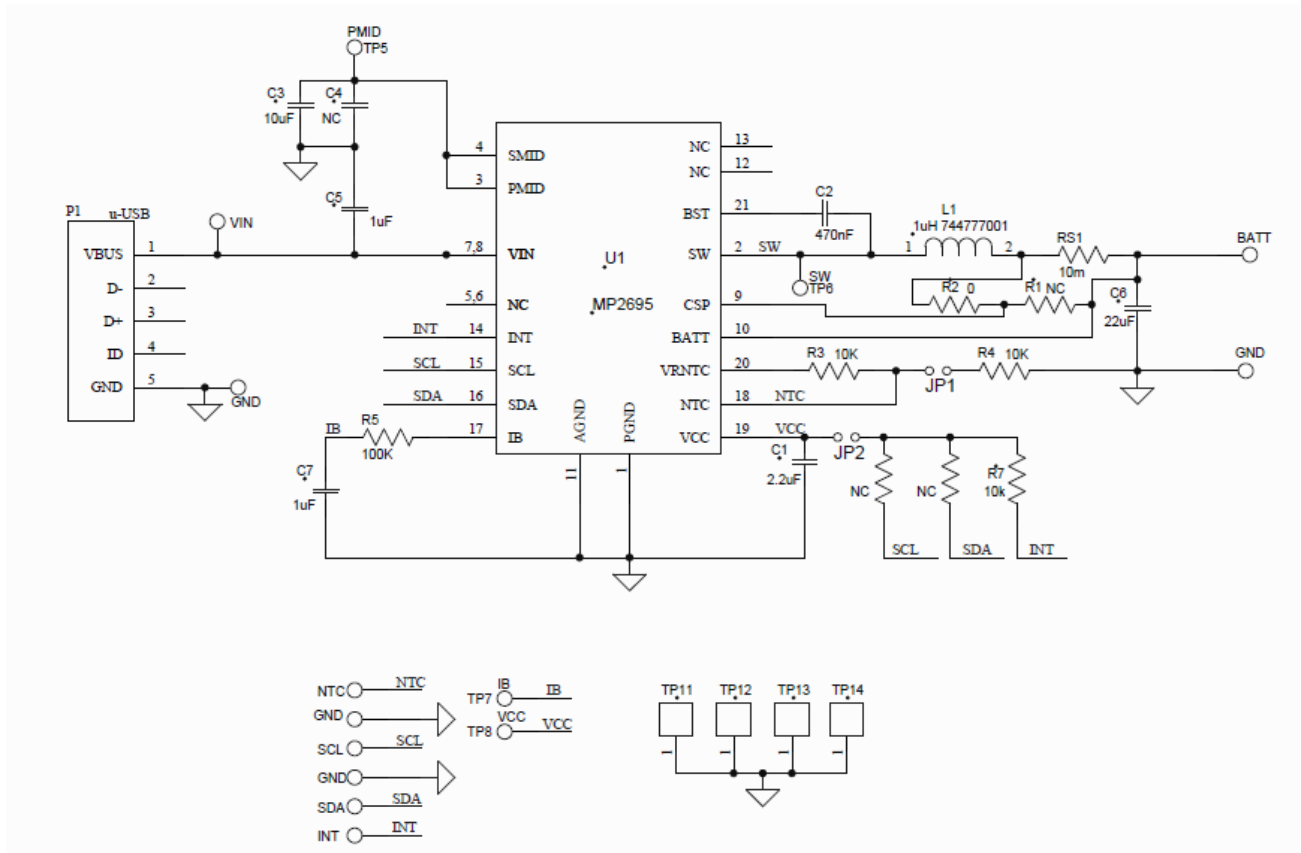 PMID
TP5
C3
10uF
C4
NC
C5
1uF
P1 u-USB
VBUS 1
D- 2
D+ 3
ID 4
GND 5
VIN
GND
4 SMID
3 PMID
7,8 VIN
5,6 NC
INT 14 INT
SCL 15 SCL
SDA 16 SDA
17 IB
IB R5
100K
C7
1uF
U1
MP2695
AGND
11
PGND
1
NC 13
NC 12
BST 21
SW 2 SW
CSP 9
BATT 10
VRNTC 20
NTC 18 NTC
VCC 19 VCC
C2
470nF
SW
TP6
L1
1uH 744777001
1 2
RS1
10m
BATT
R2 0
R1 NC
C6
22uF
R3 10K
JP1
R4 10K
GND
C1
2.2uF
JP2
NC
NC
R7
10k
SCL
SDA
INT
NTC NTC
GND
SCL SCL
GND
SDA SDA
INT INT
IB
TP7 IB
VCC
TP8 VCC
TP11 TP12 TP13 TP14
1 1 1 1